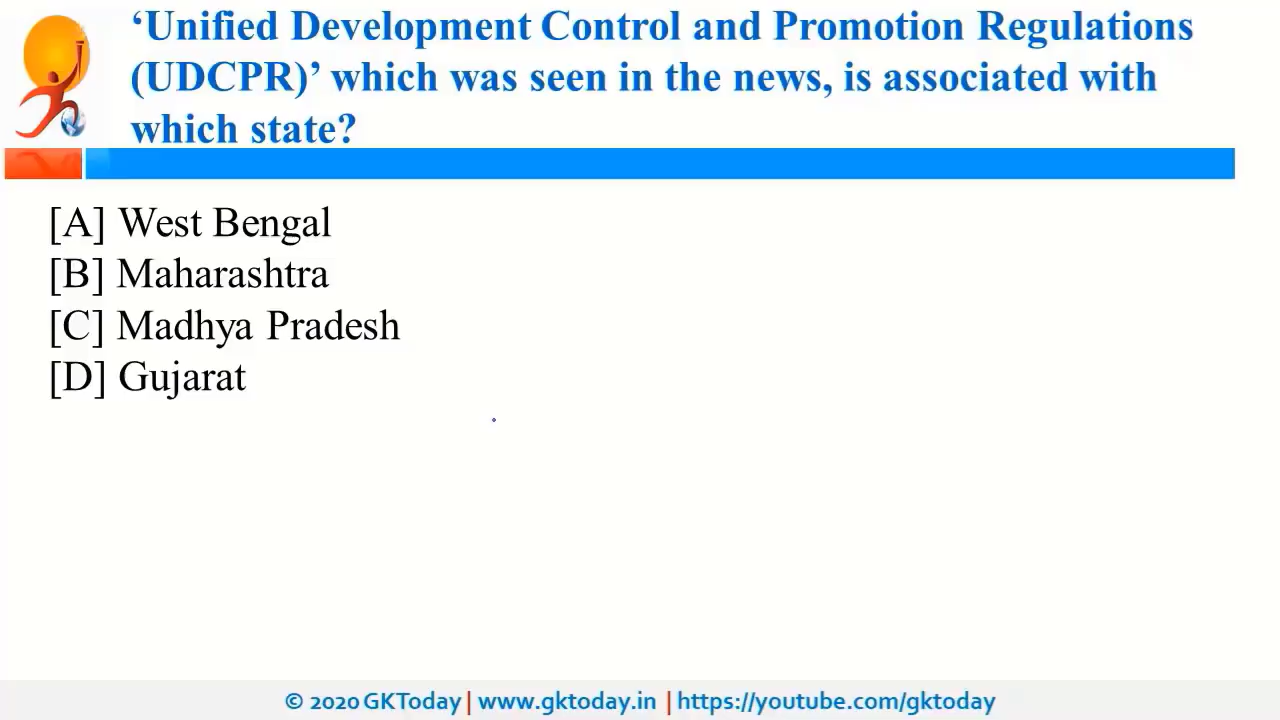 ‘Unified Development Control and Promotion Regulations
(UDCPR)’ which was seen in the news, is associated with
which state?
[A] West Bengal
[B] Maharashtra
[C] Madhya Pradesh
[D] Gujarat
© 2020 GKToday | www.gktoday.in | https://youtube.com/gktoday